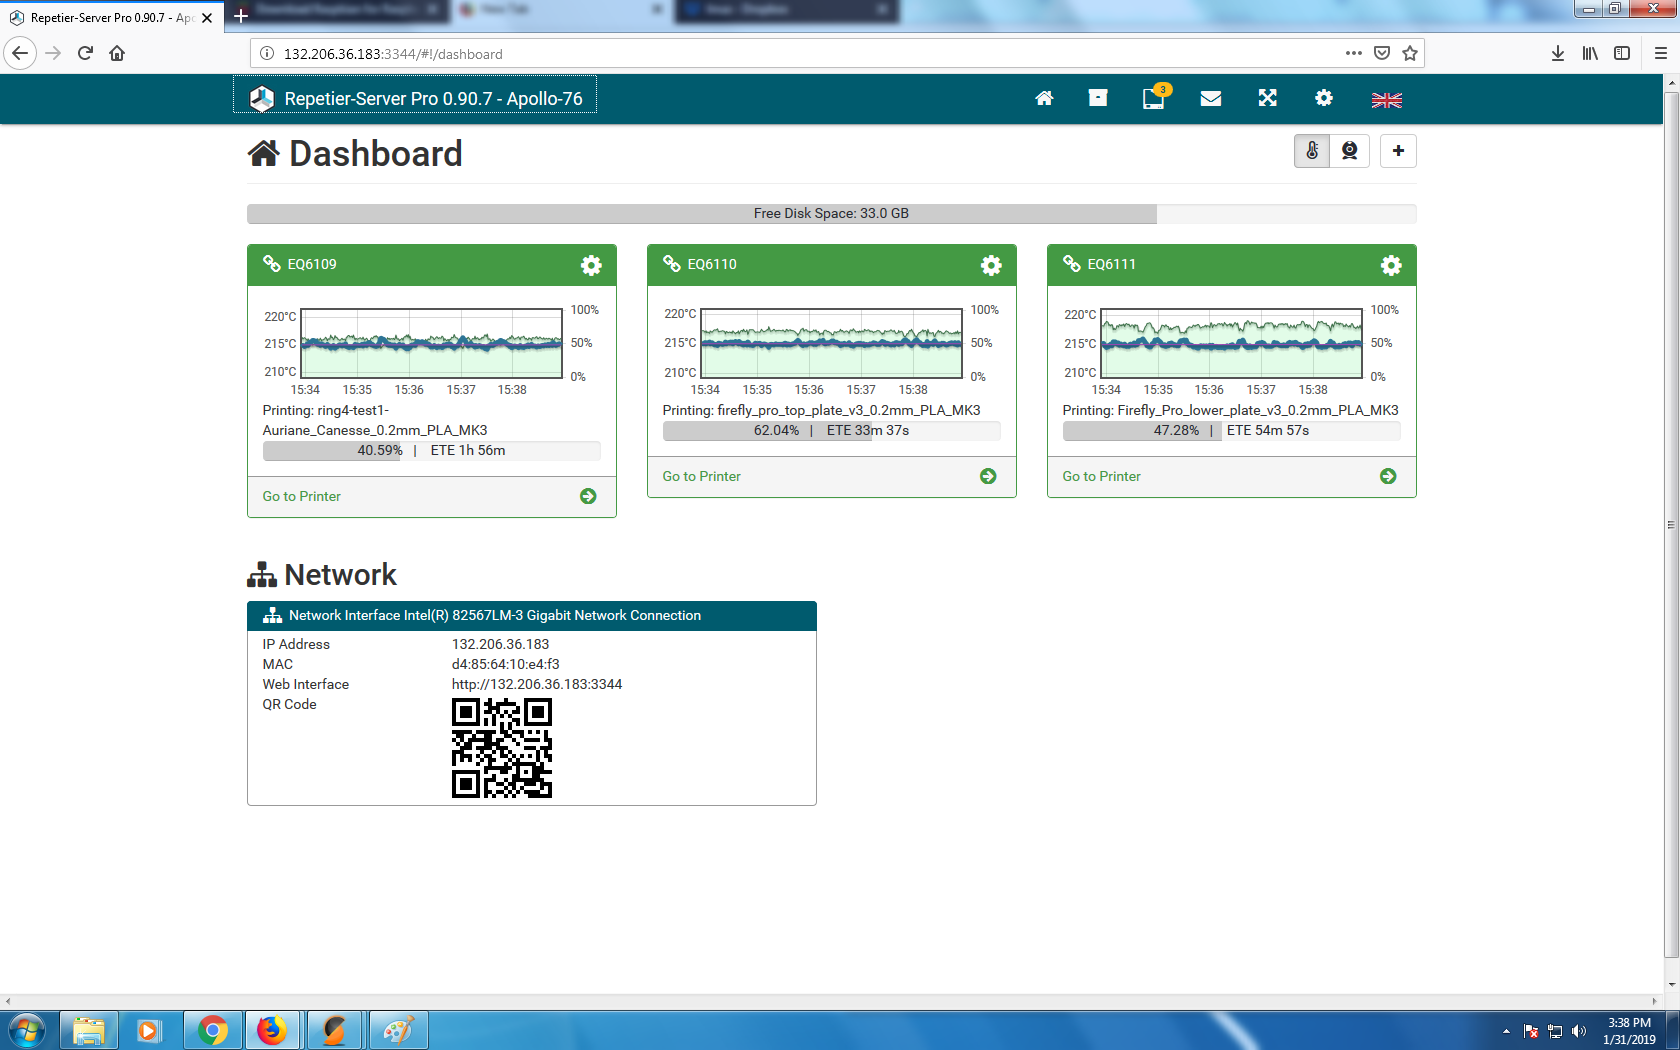 Repetier-Server Pro 0.90.7 - Apo
132.206.36.183:3344/#!/dashboard
Repetier-Server Pro 0.90.7 - Apollo-76
3
Dashboard
Free Disk Space: 33.0 GB
EQ6109
220°C
215°C
210°C
100%
50%
0%
15:34 15:35 15:36 15:37 15:38
Printing: ring4-test1-
Auriane_Canesse_0.2mm_PLA_MK3
40.59% | ETE 1h 56m
Go to Printer
EQ6110
220°C
215°C
210°C
100%
50%
0%
15:34 15:35 15:36 15:37 15:38
Printing: firefly_pro_top_plate_v3_0.2mm_PLA_MK3
62.04% | ETE 33m 37s
Go to Printer
EQ6111
220°C
215°C
210°C
100%
50%
0%
15:34 15:35 15:36 15:37 15:38
Printing: Firefly_Pro_lower_plate_v3_0.2mm_PLA_MK3
47.28% | ETE 54m 57s
Go to Printer
Network
Network Interface Intel(R) 82567LM-3 Gigabit Network Connection
IP Address 132.206.36.183
MAC d4:85:64:10:e4:f3
Web Interface http://132.206.36.183:3344
QR Code
3:38 PM
1/31/2019